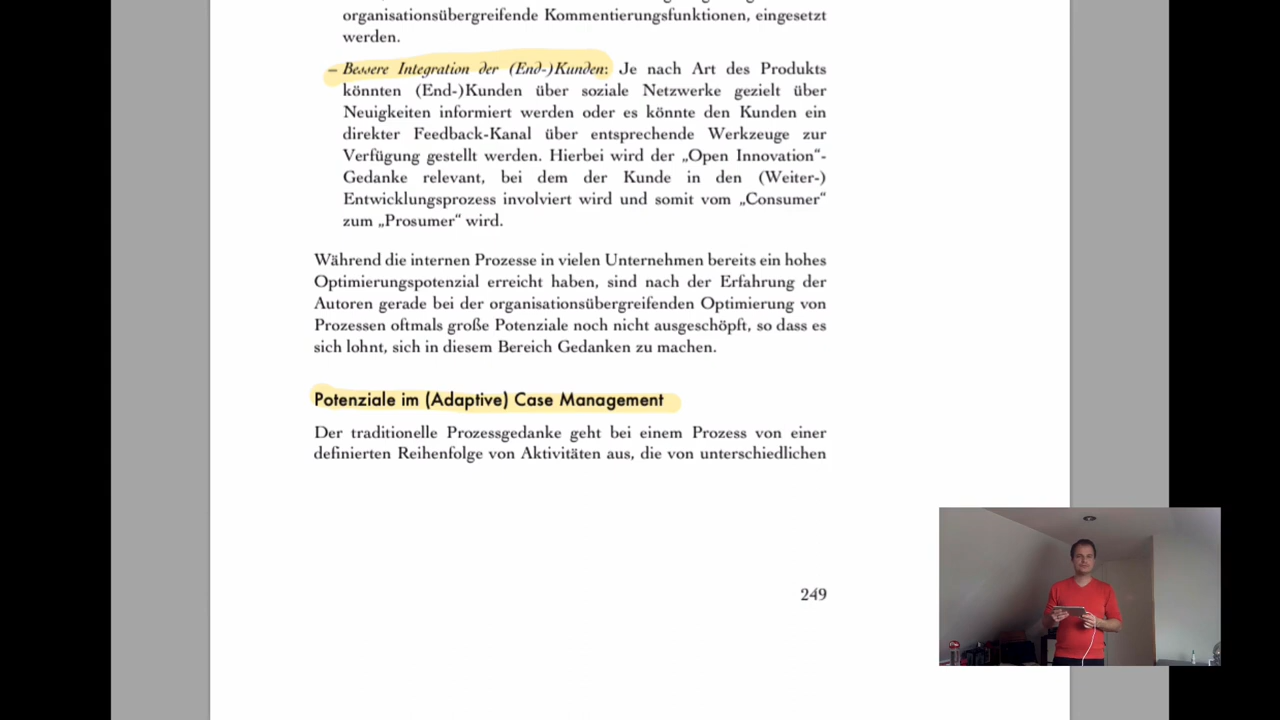 organisationsübergreifende Kommentierungsfunktionen, eingesetzt
werden.
– Bessere Integration der (End-)Kunden: Je nach Art des Produkts
könnten (End-)Kunden über soziale Netzwerke gezielt über
Neuigkeiten informiert werden oder es könnte den Kunden ein
direkter Feedback-Kanal über entsprechende Werkzeuge zur
Verfügung gestellt werden. Hierbei wird der „Open Innovation“-
Gedanke relevant, bei dem der Kunde in den (Weiter-)
Entwicklungsprozess involviert wird und somit vom „Consumer“
zum „Prosumer“ wird.
Während die internen Prozesse in vielen Unternehmen bereits ein hohes
Optimierungspotenzial erreicht haben, sind nach der Erfahrung der
Autoren gerade bei der organisationsübergreifenden Optimierung von
Prozessen oftmals große Potenziale noch nicht ausgeschöpft, so dass es
sich lohnt, sich in diesem Bereich Gedanken zu machen.
Potenziale im (Adaptive) Case Management
Der traditionelle Prozessgedanke geht bei einem Prozess von einer
definierten Reihenfolge von Aktivitäten aus, die von unterschiedlichen
249